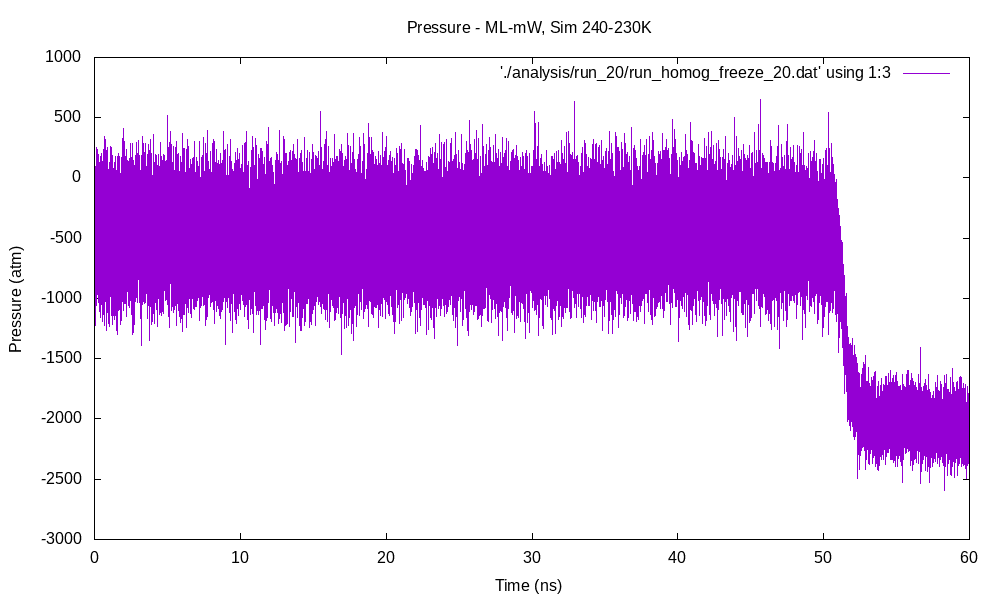 Pressure - ML-mW, Sim 240-230K
'./analysis/run_20/run_homog_freeze_20.dat' using 1:3
1000
500
0
-500
-1000
-1500
-2000
-2500
-3000
Pressure (atm)
0 10 20 30 40 50 60
Time (ns)